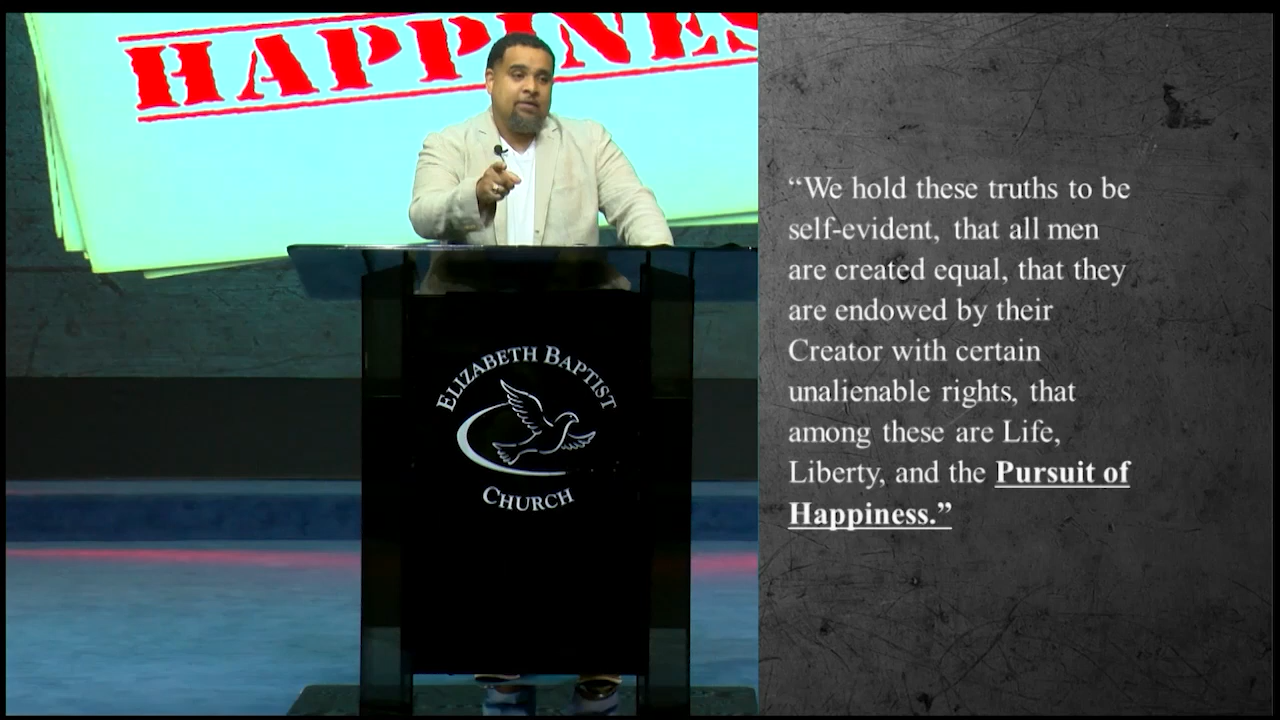 HAPPINES
ELIZABETH BAPTIST
CHURCH
“We hold these truths to be
self-evident, that all men
are created equal, that they
are endowed by their
Creator with certain
unalienable rights, that
among these are Life,
Liberty, and the Pursuit of
Happiness.”